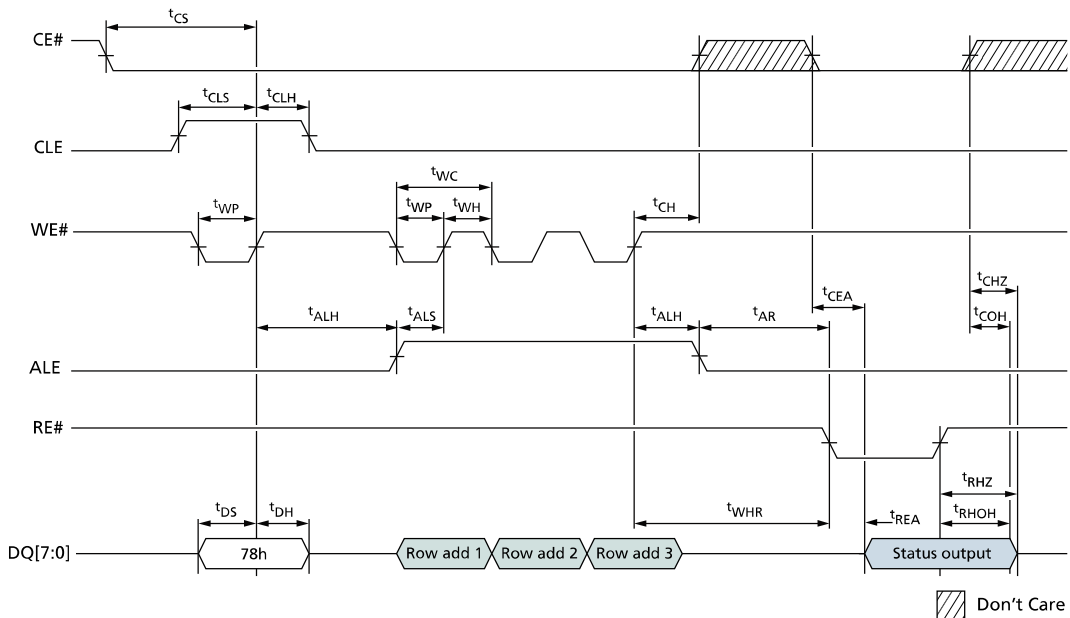 tCS
CE#
tCLS tCLH
CLE
tWC
tWP tWP tWH tCH
WE#
tCEA tCHZ
tALH tALS tALH tAR tCOH
ALE
RE#
tRHZ
tDS tDH tWHR tREA tRHOH
DQ[7:0] 78h Row add 1 Row add 2 Row add 3 Status output
Don't Care